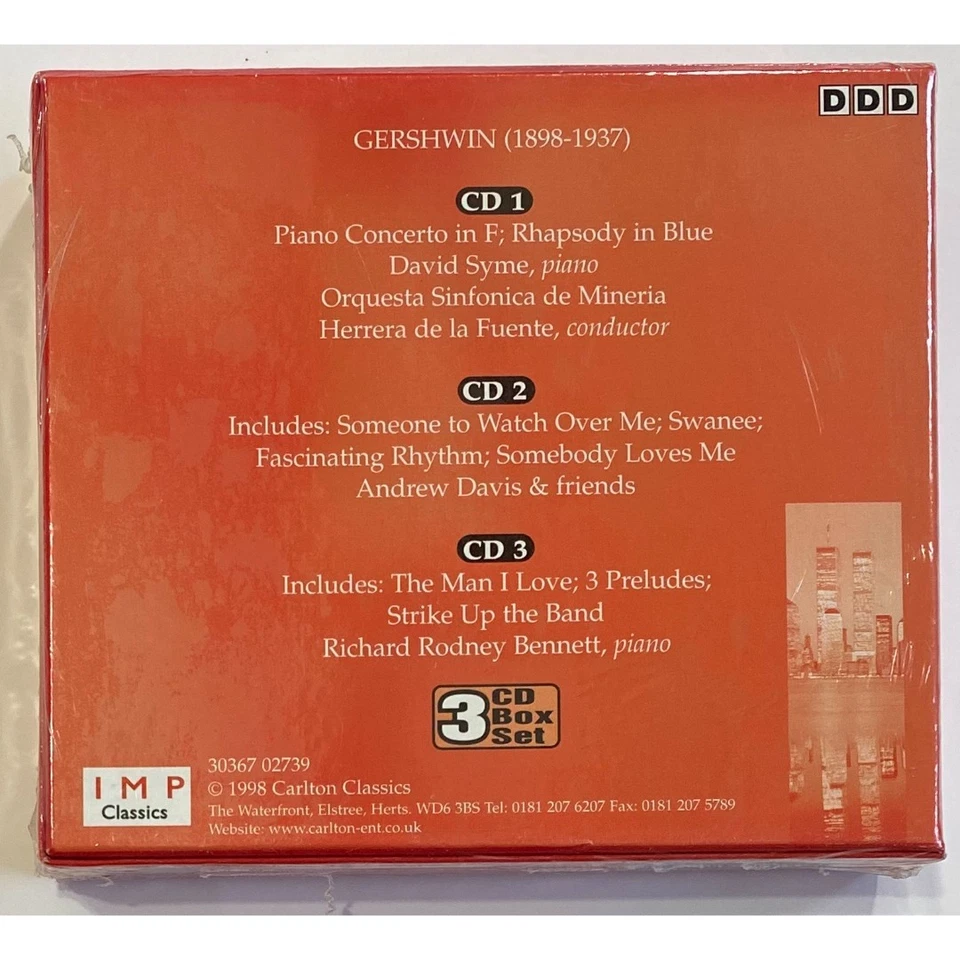 DDD
GERSHWIN (1898-1937)
CD 1
Piano Concerto in F; Rhapsody in Blue
David Syme, piano
Orquesta Sinfonica de Mineria
Herrera de la Fuente, conductor
CD 2
Includes: Someone to Watch Over Me; Swanee;
Fascinating Rhythm; Somebody Loves Me
Andrew Davis & friends
CD 3
Includes: The Man I Love; 3 Preludes;
Strike Up the Band
Richard Rodney Bennett, piano
3 CD
Box
Set
IMP
Classics
30367 02739
© 1998 Carlton Classics
The Waterfront, Elstree, Herts. WD6 3BS Tel: 0181 207 6207 Fax: 0181 207 5789
Website: www.carlton-ent.co.uk